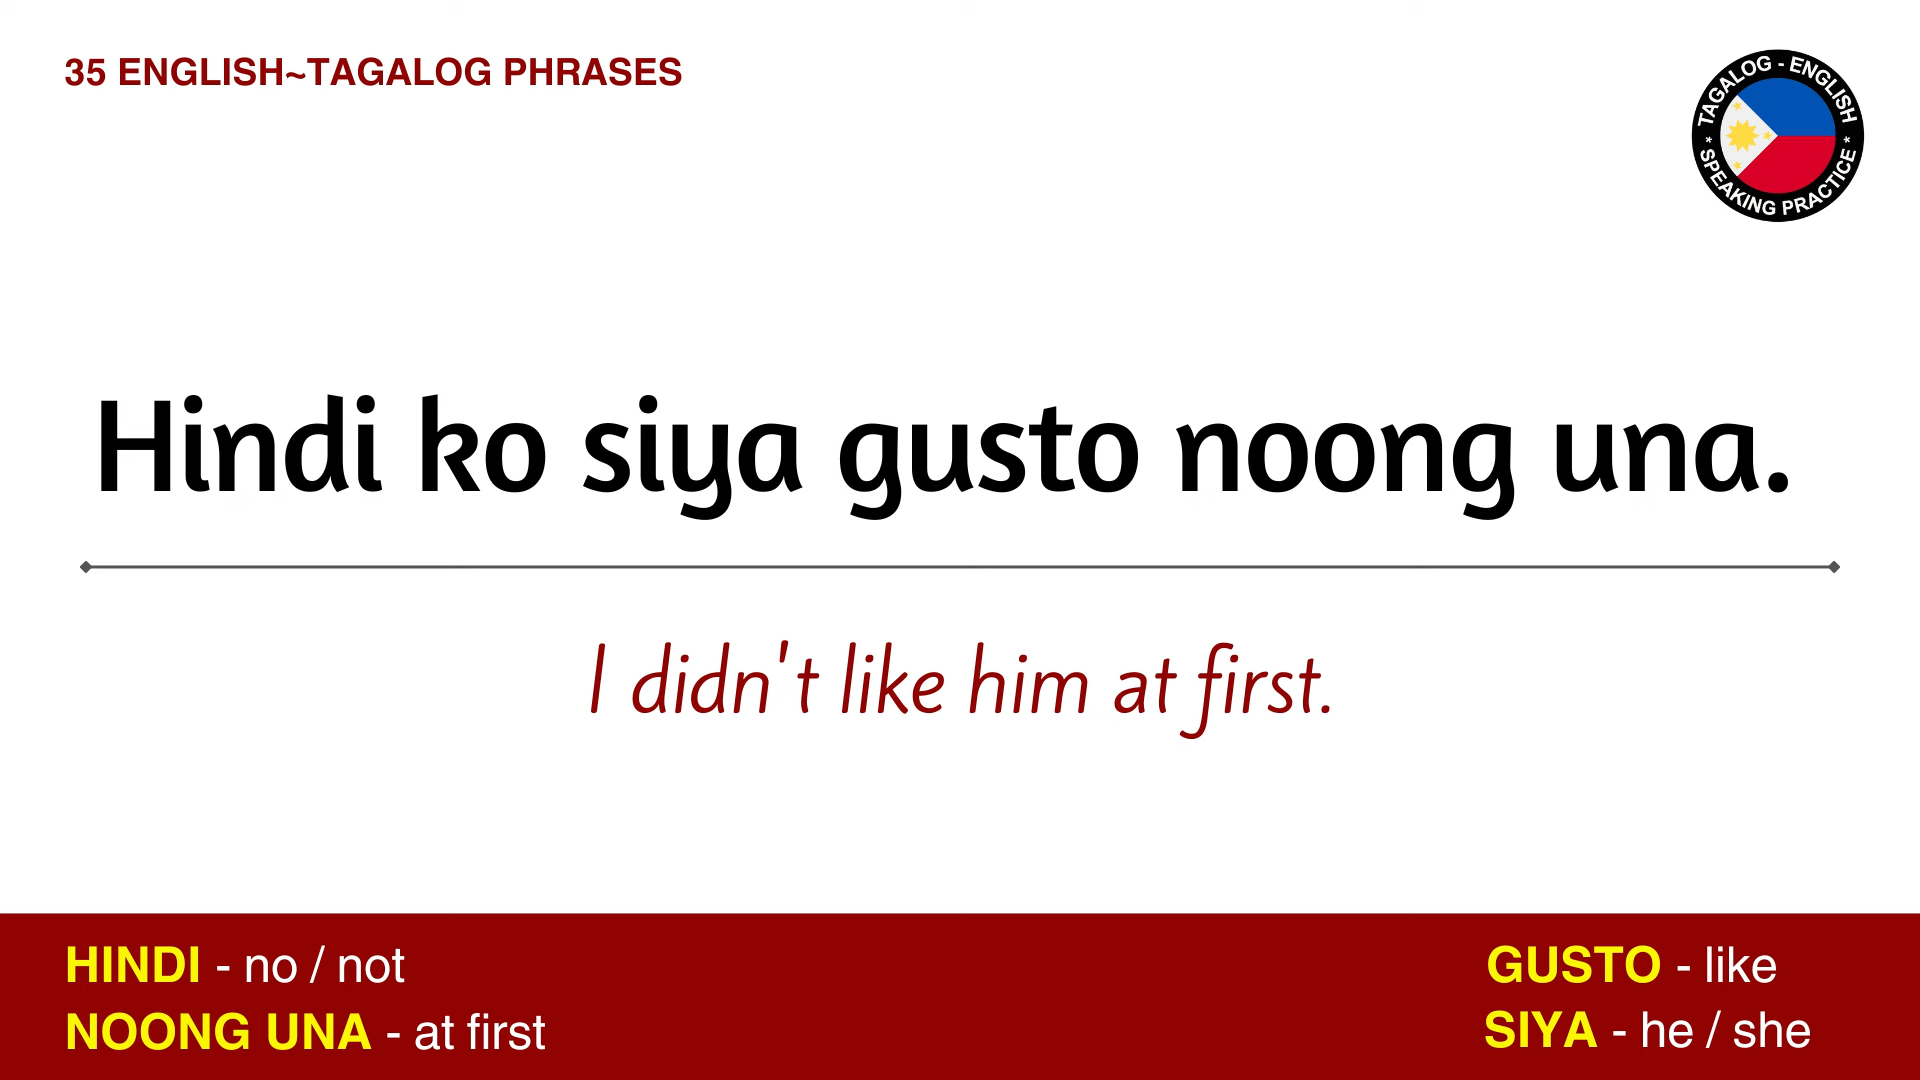 35 ENGLISH~TAGALOG PHRASES
TAGALOG - ENGLISH
* SPEAKING PRACTICE *
Hindi ko siya gusto noong una.
I didn't like him at first.
HINDI - no / not
NOONG UNA - at first
GUSTO - like
SIYA - he / she